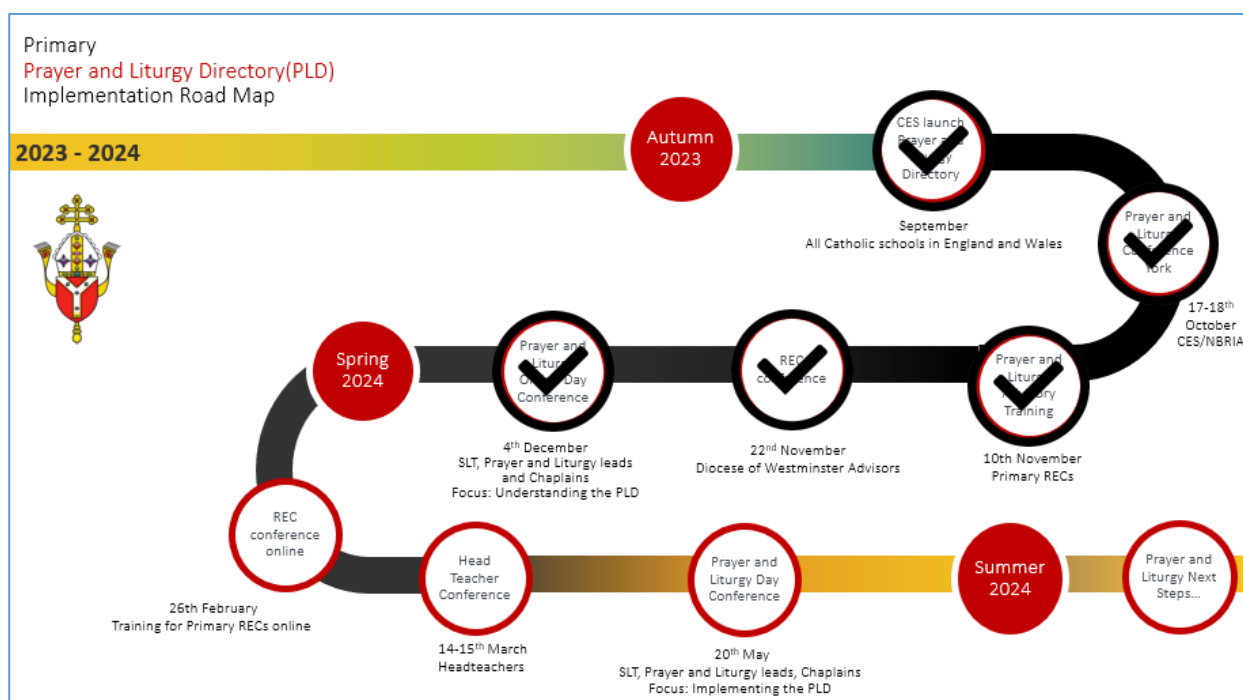 Primary
Prayer and Liturgy Directory(PLD)
Implementation Road Map
2023 - 2024
Autumn
2023
CES launch
Prayer and
Directory
September
All Catholic schools in England and Wales
Prayer and
Conference
York
17-18th
October
CES/NBRIA
Prayer and
Training
10th November
Primary RECs
REC
conference
22nd November
Diocese of Westminster Advisors
Prayer and
Day
Conference
4th December
SLT, Prayer and Liturgy leads
and Chaplains
Focus: Understanding the PLD
Spring
2024
REC
conference
online
26th February
Training for Primary RECs online
Head
Teacher
Conference
14-15th March
Headteachers
Prayer and
Liturgy Day
Conference
20th May
SLT, Prayer and Liturgy leads, Chaplains
Focus: Implementing the PLD
Summer
2024
Prayer and
Liturgy Next
Steps...